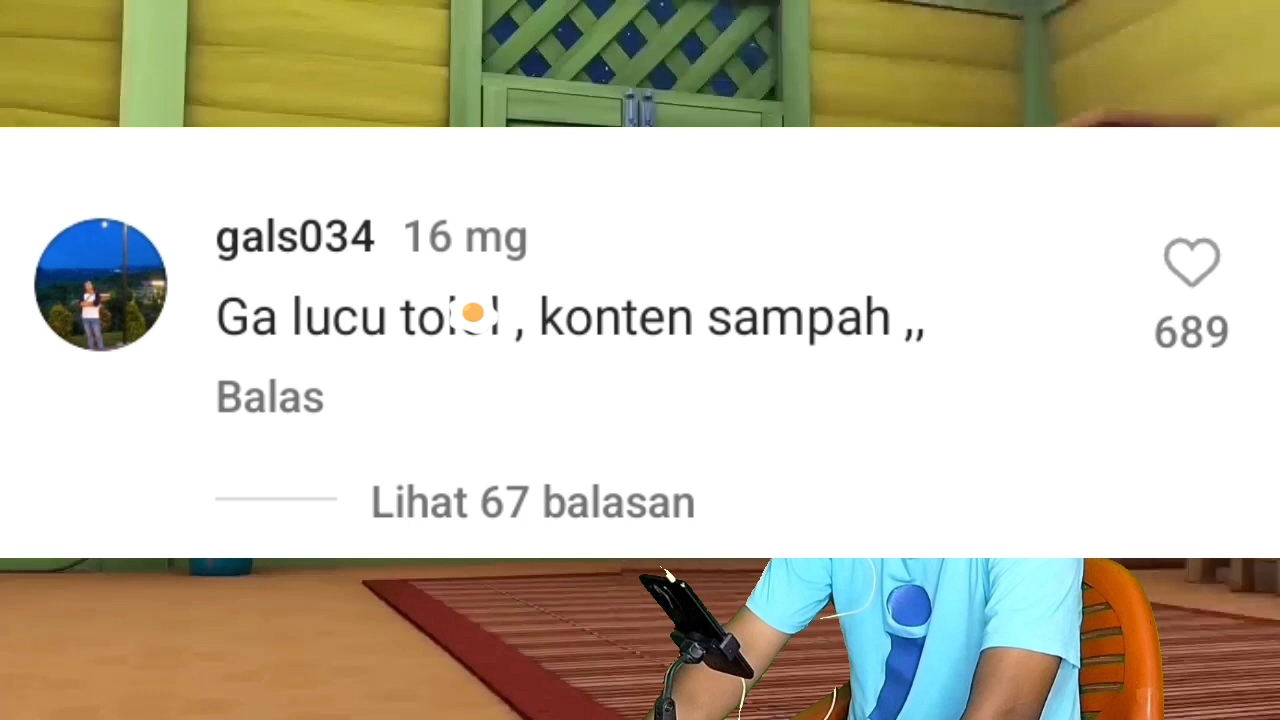 gals034 16 mg
Ga lucu , konten sampah ,,
689
Balas
Lihat 67 balasan